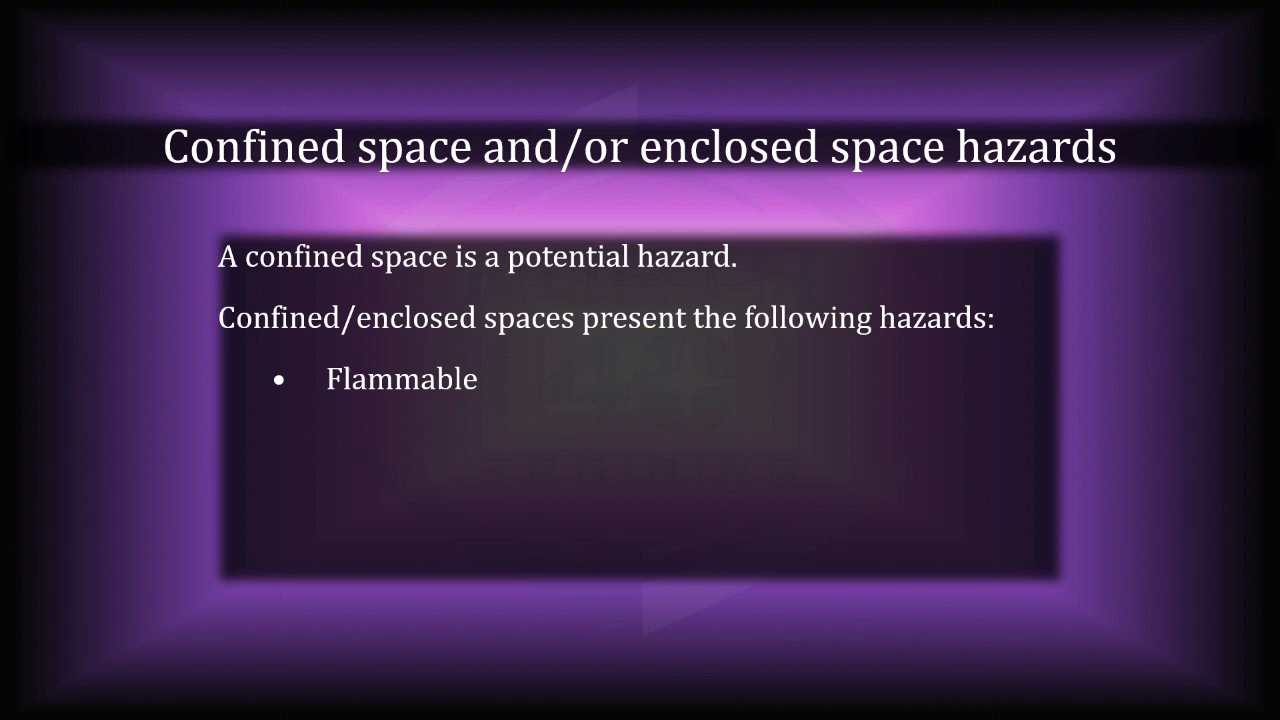 Confined space and/or enclosed space hazards
A confined space is a potential hazard.
Confined/enclosed spaces present the following hazards:
• Flammable